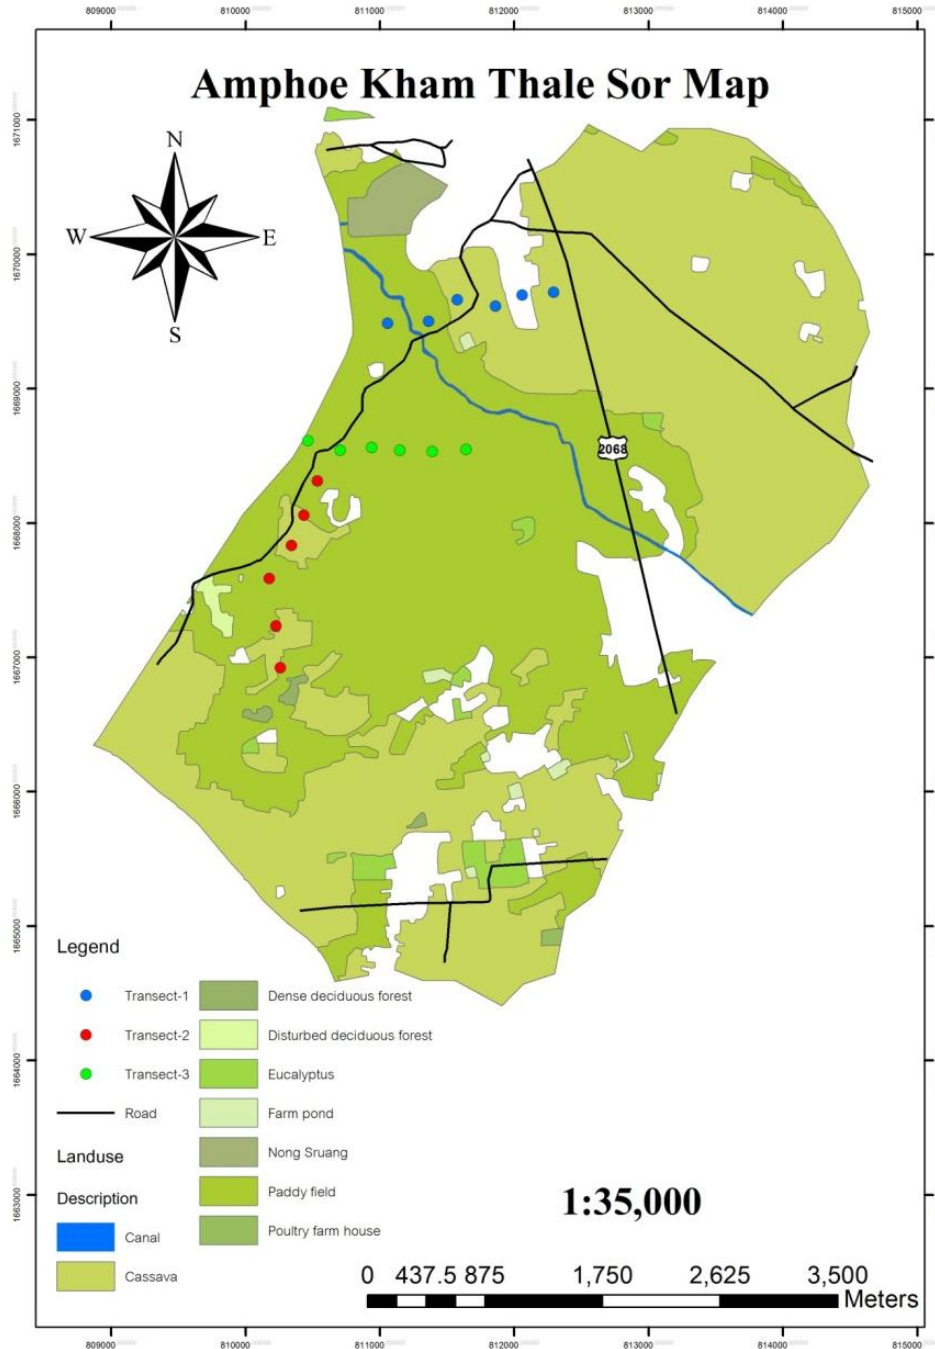 809000 810000 811000 812000 813000 814000 815000
Amphoe Kham Thale Sor Map
N
W E
S
1671000
1670000
1669000
1668000
1667000
1666000
1665000
1664000
1663000
2068
Legend
Transect-1
Transect-2
Transect-3
Road
Landuse
Description
Canal
Cassava
Dense deciduous forest
Disturbed deciduous forest
Eucalyptus
Farm pond
Nong Sruang
Paddy field
Poultry farm house
1:35,000
0 437.5 875 1,750 2,625 3,500
Meters
809000 810000 811000 812000 813000 814000 815000